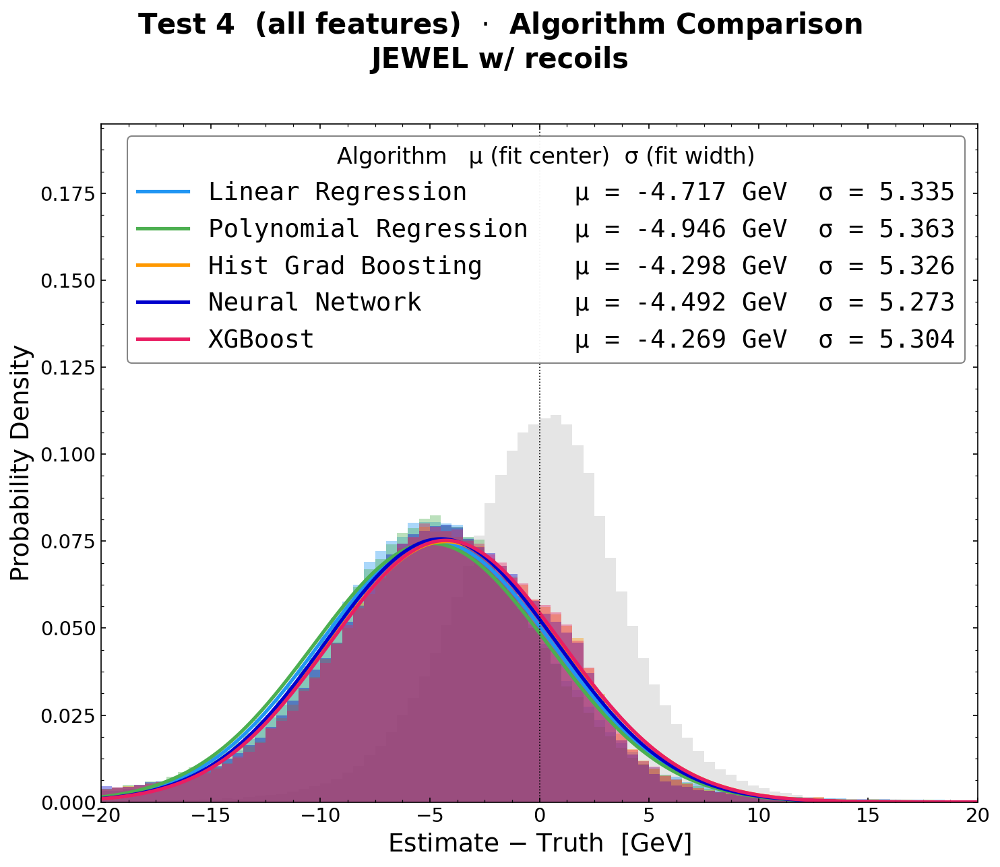 Test 4 (all features) · Algorithm Comparison
JEWEL w/ recoils
Algorithm μ (fit center) σ (fit width)
Linear Regression μ = -4.717 GeV σ = 5.335
Polynomial Regression μ = -4.946 GeV σ = 5.363
Hist Grad Boosting μ = -4.298 GeV σ = 5.326
Neural Network μ = -4.492 GeV σ = 5.273
XGBoost μ = -4.269 GeV σ = 5.304
Probability Density
0.175
0.150
0.125
0.100
0.075
0.050
0.025
0.000
−20 −15 −10 −5 0 5 10 15 20
Estimate − Truth [GeV]